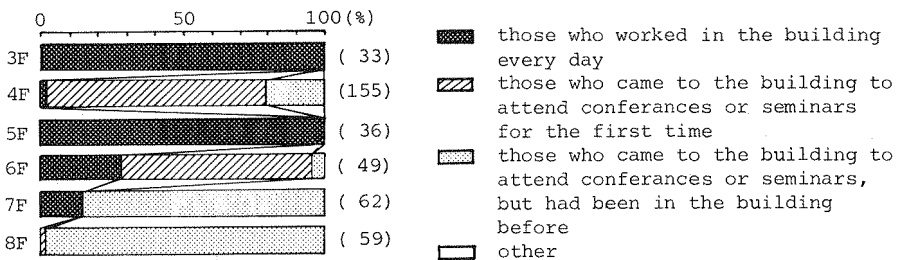 0 50 100(%)
3F ( 33)
4F (155)
5F ( 36)
6F ( 49)
7F ( 62)
8F ( 59)
those who worked in the building
every day
those who came to the building to
attend conferances or seminars
for the first time
those who came to the building to
attend conferances or seminars,
but had been in the building
before
other